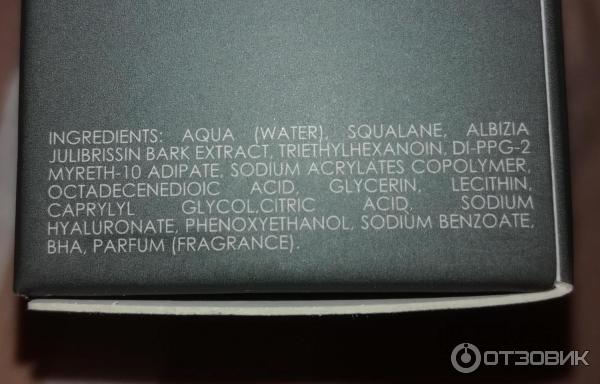 INGREDIENTS: AQUA (WATER), SQUALANE, ALBIZIA
JULIBRISSIN BARK EXTRACT, TRIETHYLHEXANOIN, DI-PPG-2
MYRETH-10 ADIPATE, SODIUM ACRYLATES COPOLYMER,
OCTADECENEDIOIC ACID, GLYCERIN, LECITHIN,
CAPRYLYL GLYCOL,CITRIC ACID, SODIUM
HYALURONATE, PHENOXYETHANOL, SODIUM BENZOATE,
BHA, PARFUM (FRAGRANCE).
ОТЗОВИК